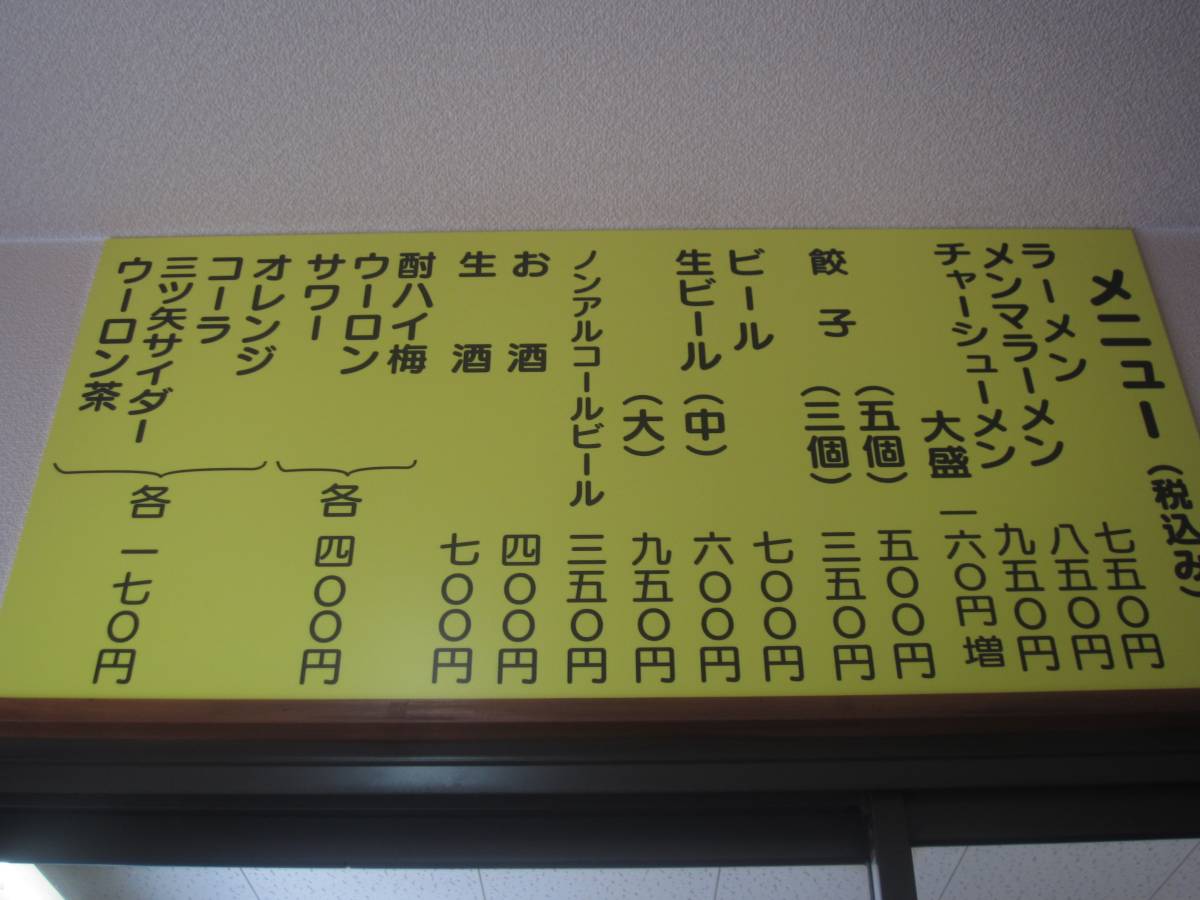 メニュー(税込み)
ラーメン 七五〇円
メンマラーメン 八五〇円
チャーシューメン 九五〇円
大盛 一六〇円増
餃子 (五個) 五〇〇円
(三個) 三五〇円
ビール 七〇〇円
生ビール (中) 六〇〇円
(大) 九五〇円
ノンアルコールビール 三五〇円
お酒 四〇〇円
生酒 七〇〇円
酎ハイ梅
ウーロン
サワー
各 四〇〇円
オレンジ
コーラ
三ツ矢サイダー
ウーロン茶
各 一七〇円